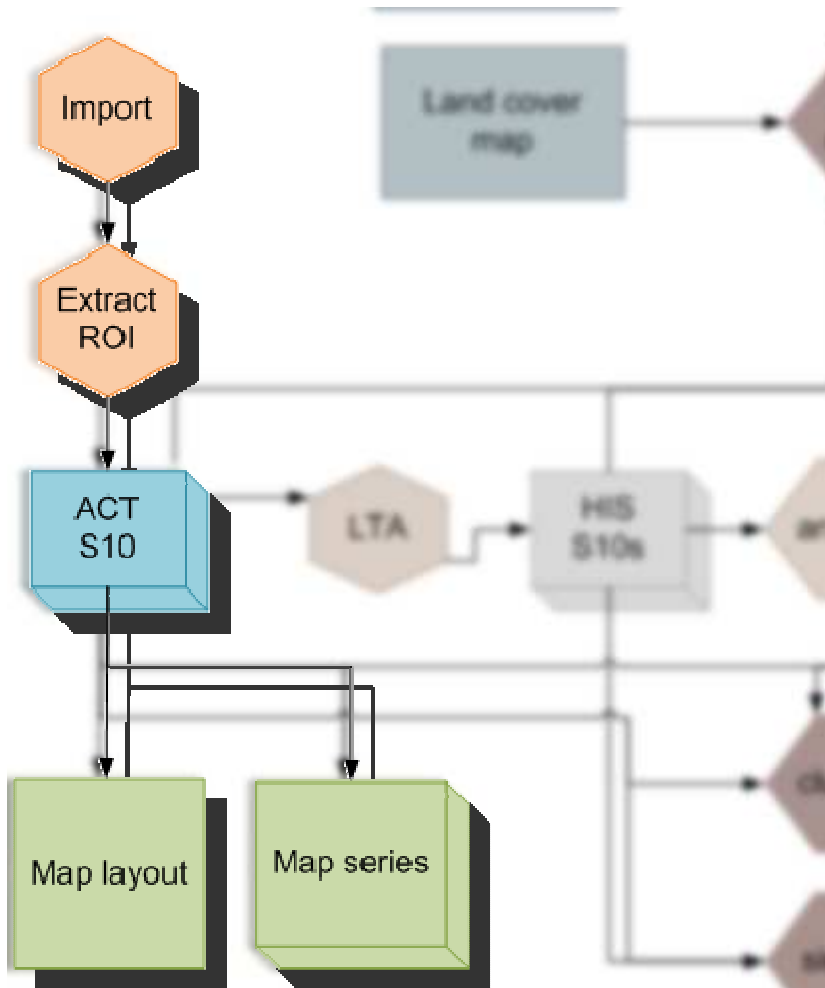 Import
Land cover
map
Extract
ROI
ACT
S10
LTA
HIS
S10s
Map layout
Map series